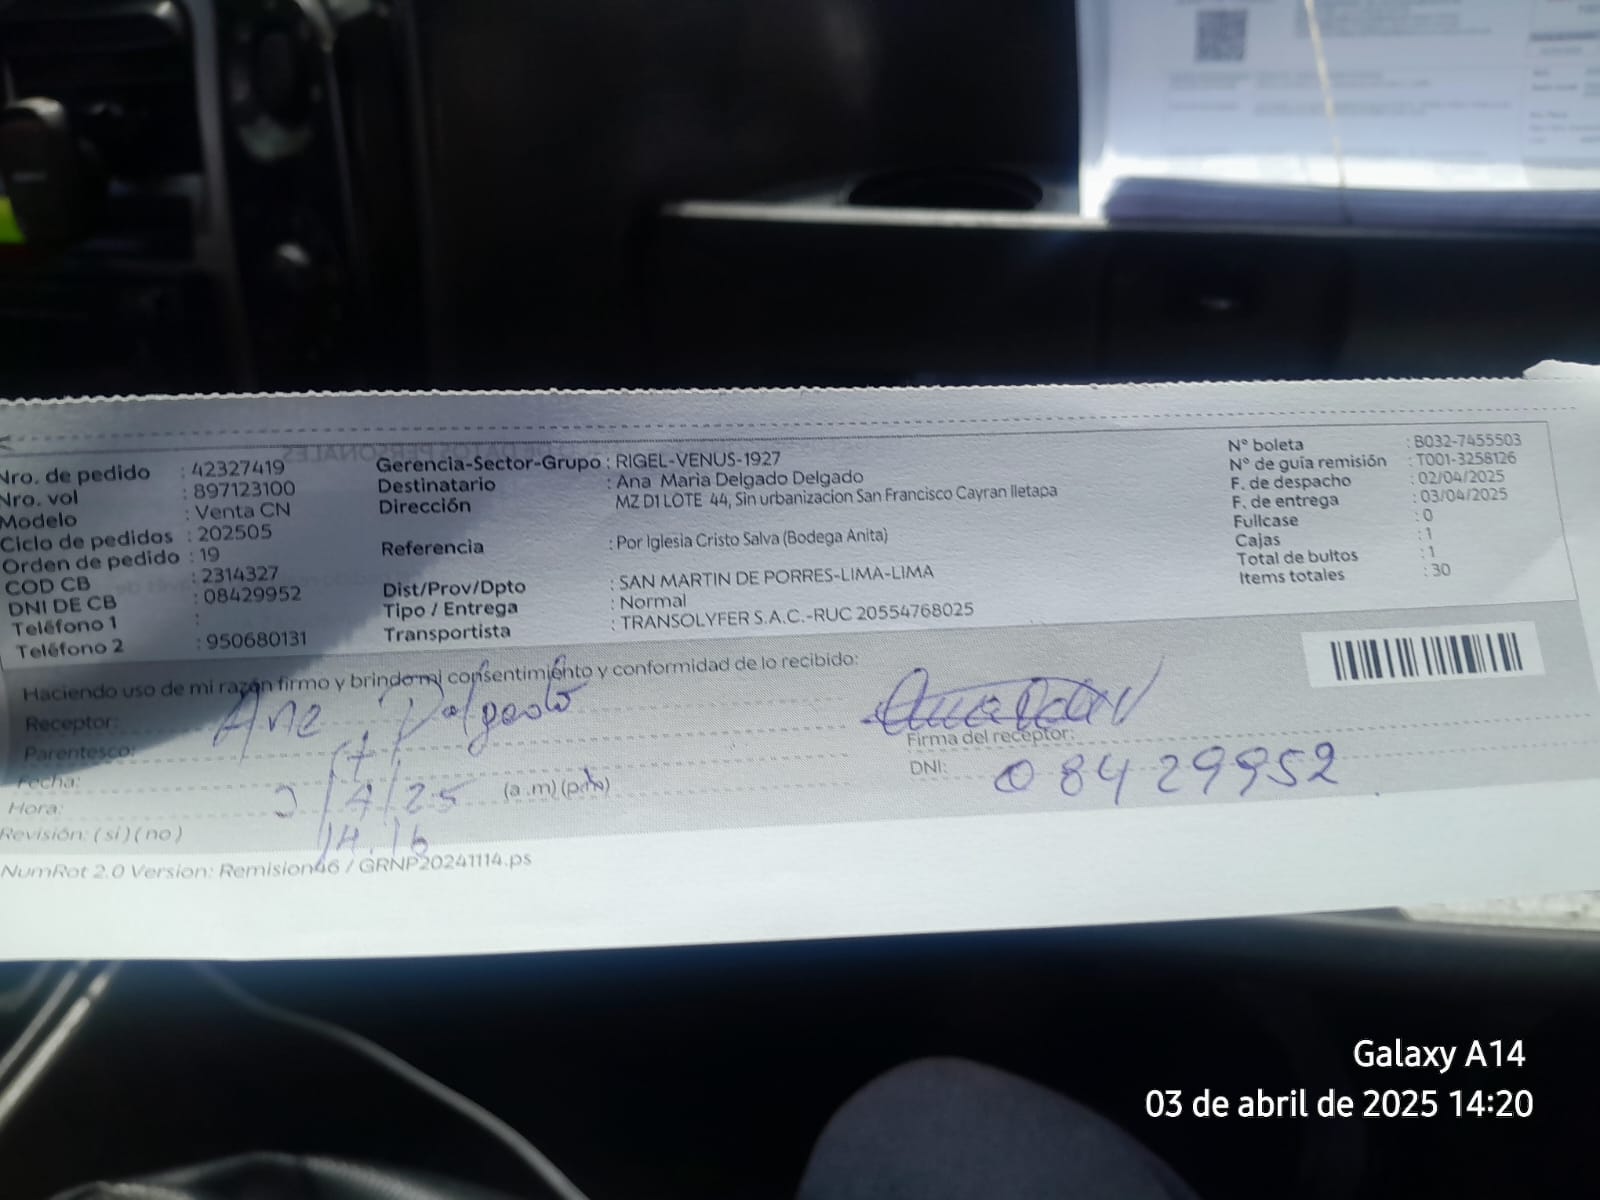 Nro. de pedido : 42327419
Nro. vol : 897123100
Modelo : Venta CN
Ciclo de pedidos : 202505
Orden de pedido : 19
COD CB : 2314327
DNI DE CB : 08429952
Teléfono 1 :
Teléfono 2 : 950680131
Gerencia-Sector-Grupo : RIGEL-VENUS-1927
Destinatario : Ana Maria Delgado Delgado
Dirección MZ D1 LOTE 44, Sin urbanizacion San Francisco Cayran lletapa
Referencia : Por Iglesia Cristo Salva (Bodega Anita)
Dist/Prov/Dpto : SAN MARTIN DE PORRES-LIMA-LIMA
Tipo / Entrega : Normal
Transportista : TRANSOLYFER S.A.C.-RUC 20554768025
N° boleta : B032-7455503
N° de guía remisión : T001-3258126
F. de despacho : 02/04/2025
F. de entrega : 03/04/2025
Fullcase : 0
Cajas : 1
Total de bultos : 1
Items totales : 30
Haciendo uso de mi razón firmo y brindo mi consentimiento y conformidad de lo recibido:
Receptor: Ana Delgado
Parentesco:
Fecha: 3/4/25
Hora: 14.16 (a.m) (p.m)
Revisión: (si) (no)
Firma del receptor:
DNI: 08429952
NumRot 2.0 Version: Remision46 / GRNP20241114.ps
Galaxy A14
03 de abril de 2025 14:20